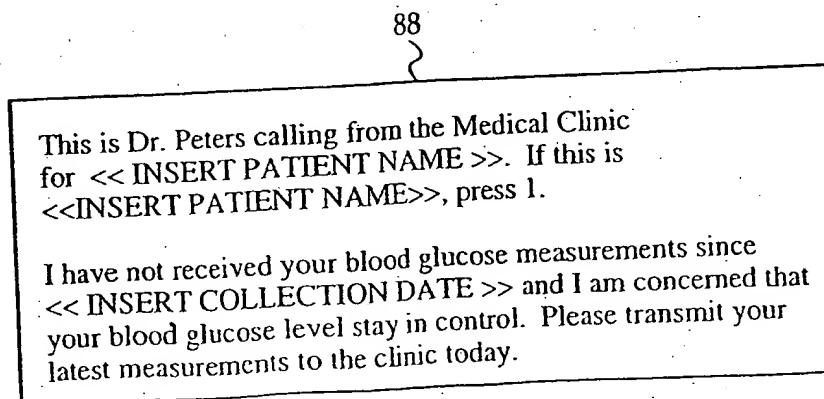 88
This is Dr. Peters calling from the Medical Clinic
for << INSERT PATIENT NAME >>. If this is
<<INSERT PATIENT NAME>>, press 1.
I have not received your blood glucose measurements since
<< INSERT COLLECTION DATE >> and I am concerned that
your blood glucose level stay in control. Please transmit your
latest measurements to the clinic today.